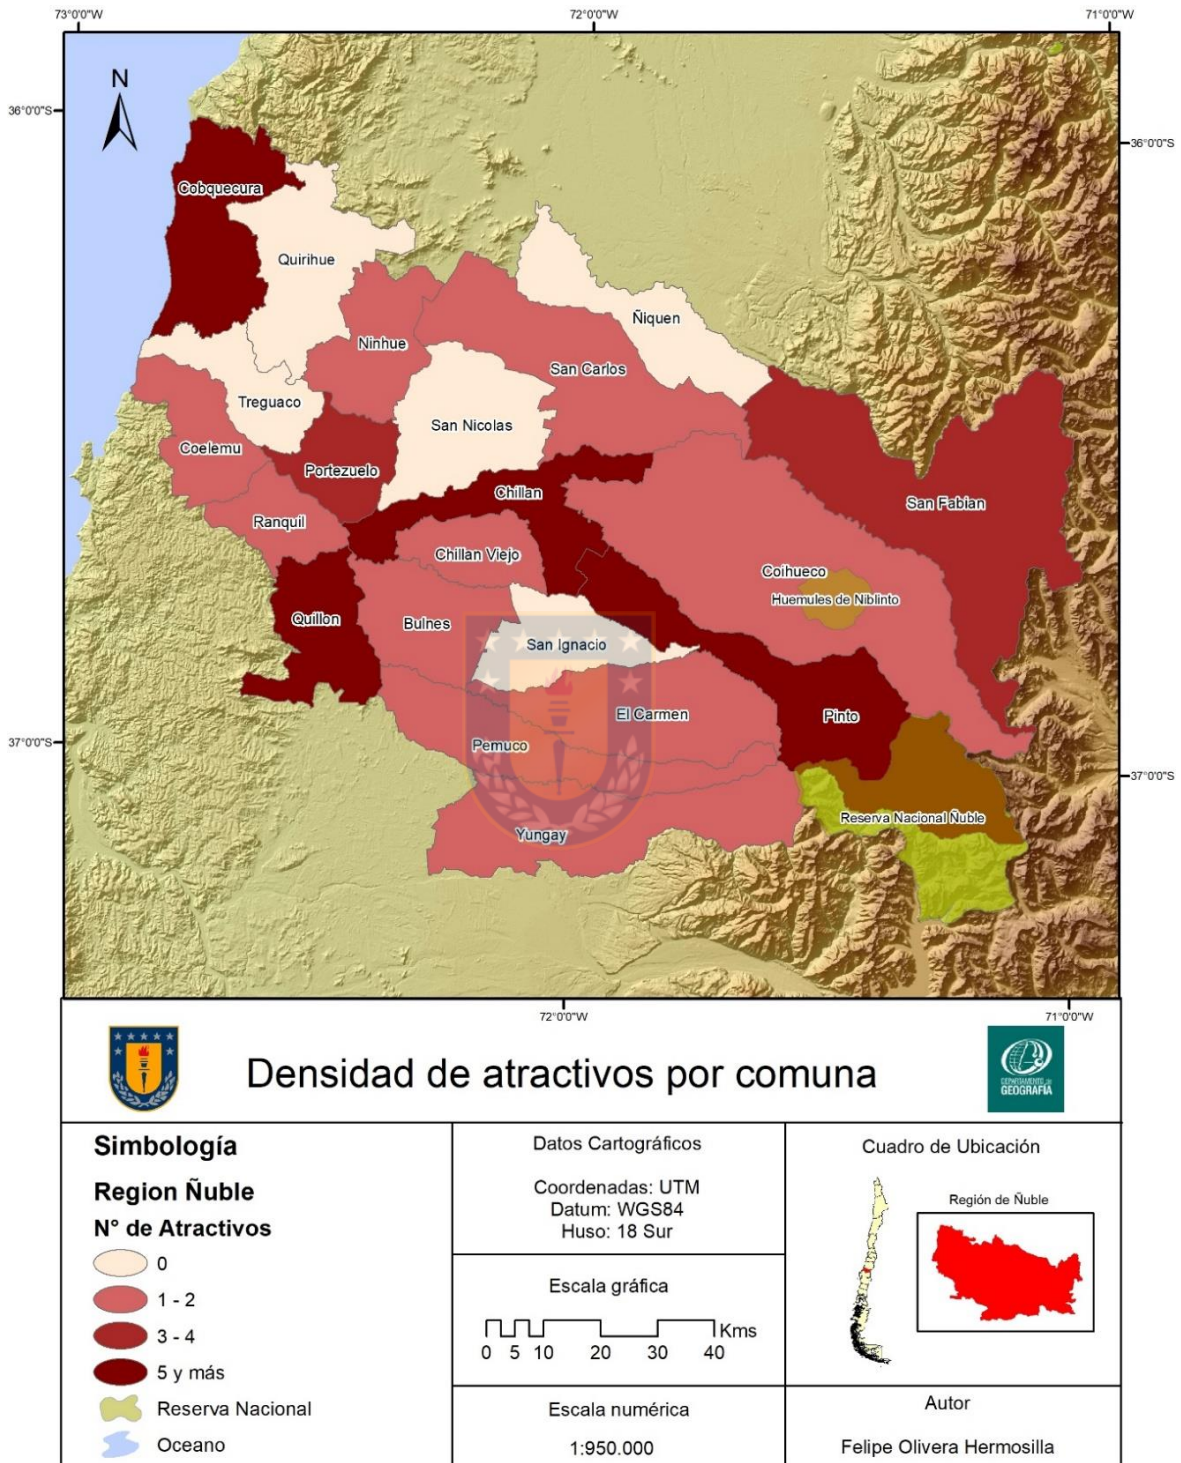 73°0'0"W
72°0'0"W
71°0'0"W
N
36°0'0"S
36°0'0"S
Cobquecura
Quirihue
Ñiquen
Ninhue
San Carlos
Treguaco
San Nicolas
Coelemu
Portezuelo
Chillan
San Fabian
Ranquil
Chillan Viejo
Coihueco
Huemules de Niblinto
Quillon
Bulnes
San Ignacio
El Carmen
Pinto
Pemuco
37°0'0"S
37°0'0"S
Reserva Nacional Ñuble
Yungay
72°0'0"W
71°0'0"W
Densidad de atractivos por comuna
DEPARTAMENTO de
GEOGRAFÍA
Simbología
Region Ñuble
N° de Atractivos
0
1 - 2
3 - 4
5 y más
Reserva Nacional
Oceano
Datos Cartográficos
Coordenadas: UTM
Datum: WGS84
Huso: 18 Sur
Escala gráfica
Kms
0 5 10 20 30 40
Escala numérica
1:950.000
Cuadro de Ubicación
Región de Ñuble
Autor
Felipe Olivera Hermosilla